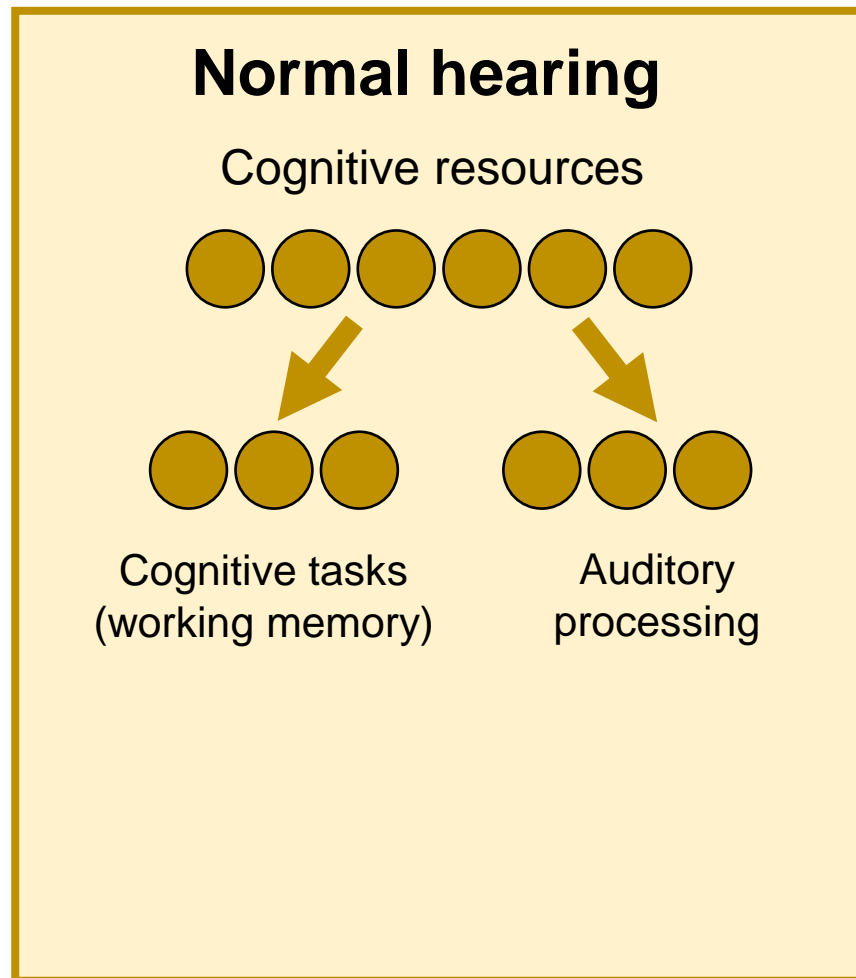 Normal hearing
Cognitive resources
Cognitive tasks
(working memory)
Auditory
processing